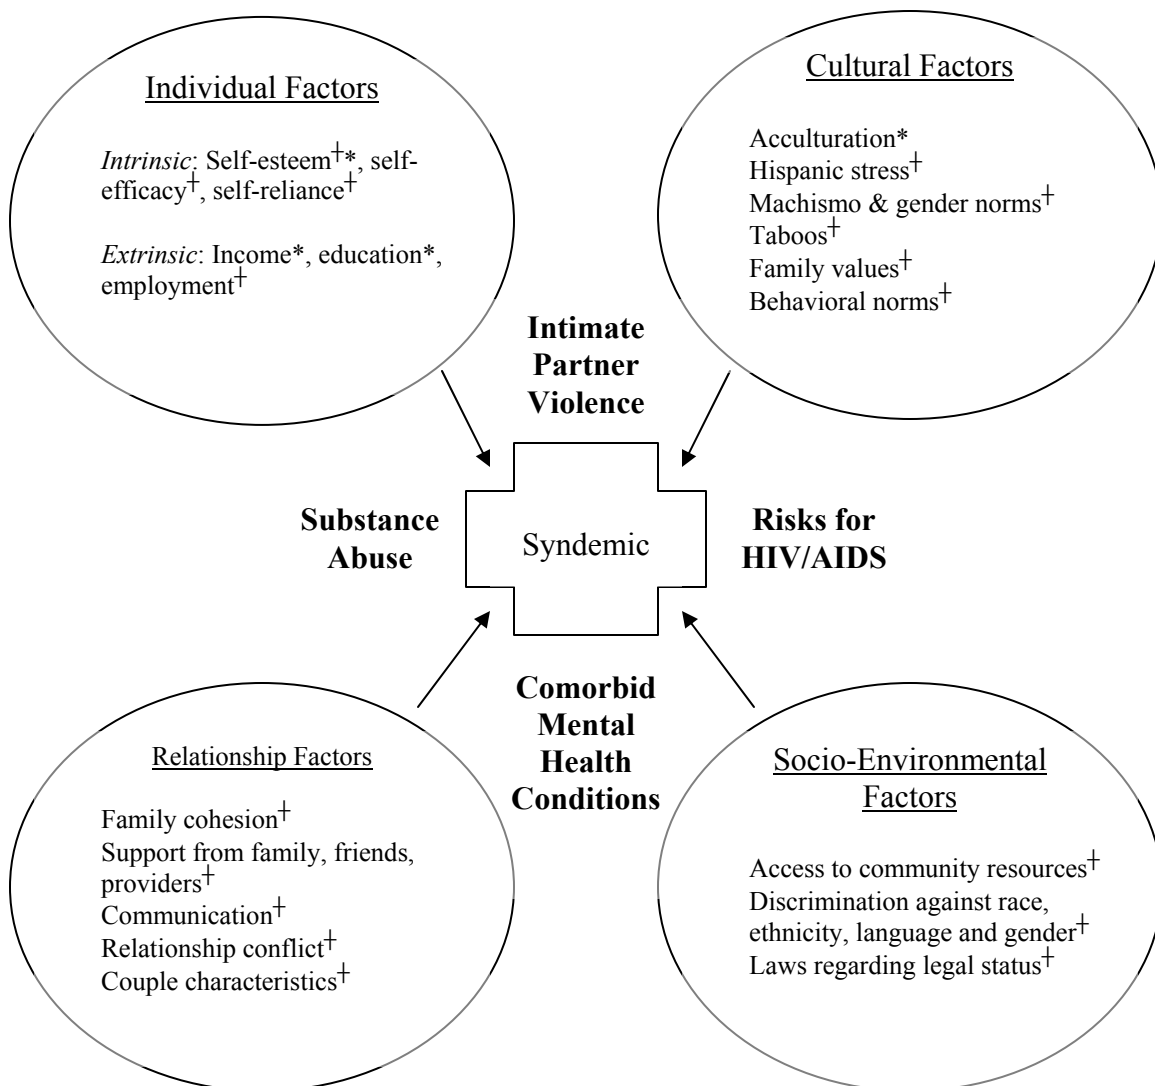 Individual Factors
Intrinsic: Self-esteem†*, self-
efficacy†, self-reliance†
Extrinsic: Income*, education*,
employment†
Cultural Factors
Acculturation*
Hispanic stress†
Machismo & gender norms†
Taboos†
Family values†
Behavioral norms†
Intimate
Partner
Violence
Substance
Abuse
Syndemic
Risks for
HIV/AIDS
Comorbid
Mental
Health
Conditions
Relationship Factors
Family cohesion†
Support from family, friends,
providers†
Communication†
Relationship conflict†
Couple characteristics†
Socio-Environmental
Factors
Access to community resources†
Discrimination against race,
ethnicity, language and gender†
Laws regarding legal status†